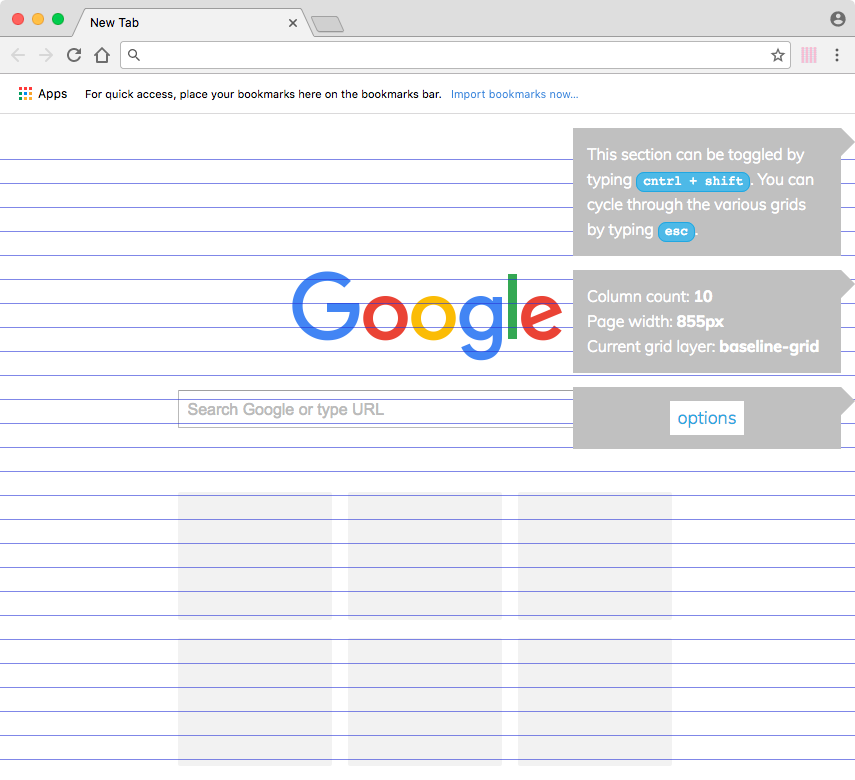 New Tab
Apps
For quick access, place your bookmarks here on the bookmarks bar. Import bookmarks now...
This section can be toggled by
typing cntrl + shift. You can
cycle through the various grids
by typing esc.
Google
Column count: 10
Page width: 855px
Current grid layer: baseline-grid
Search Google or type URL
options